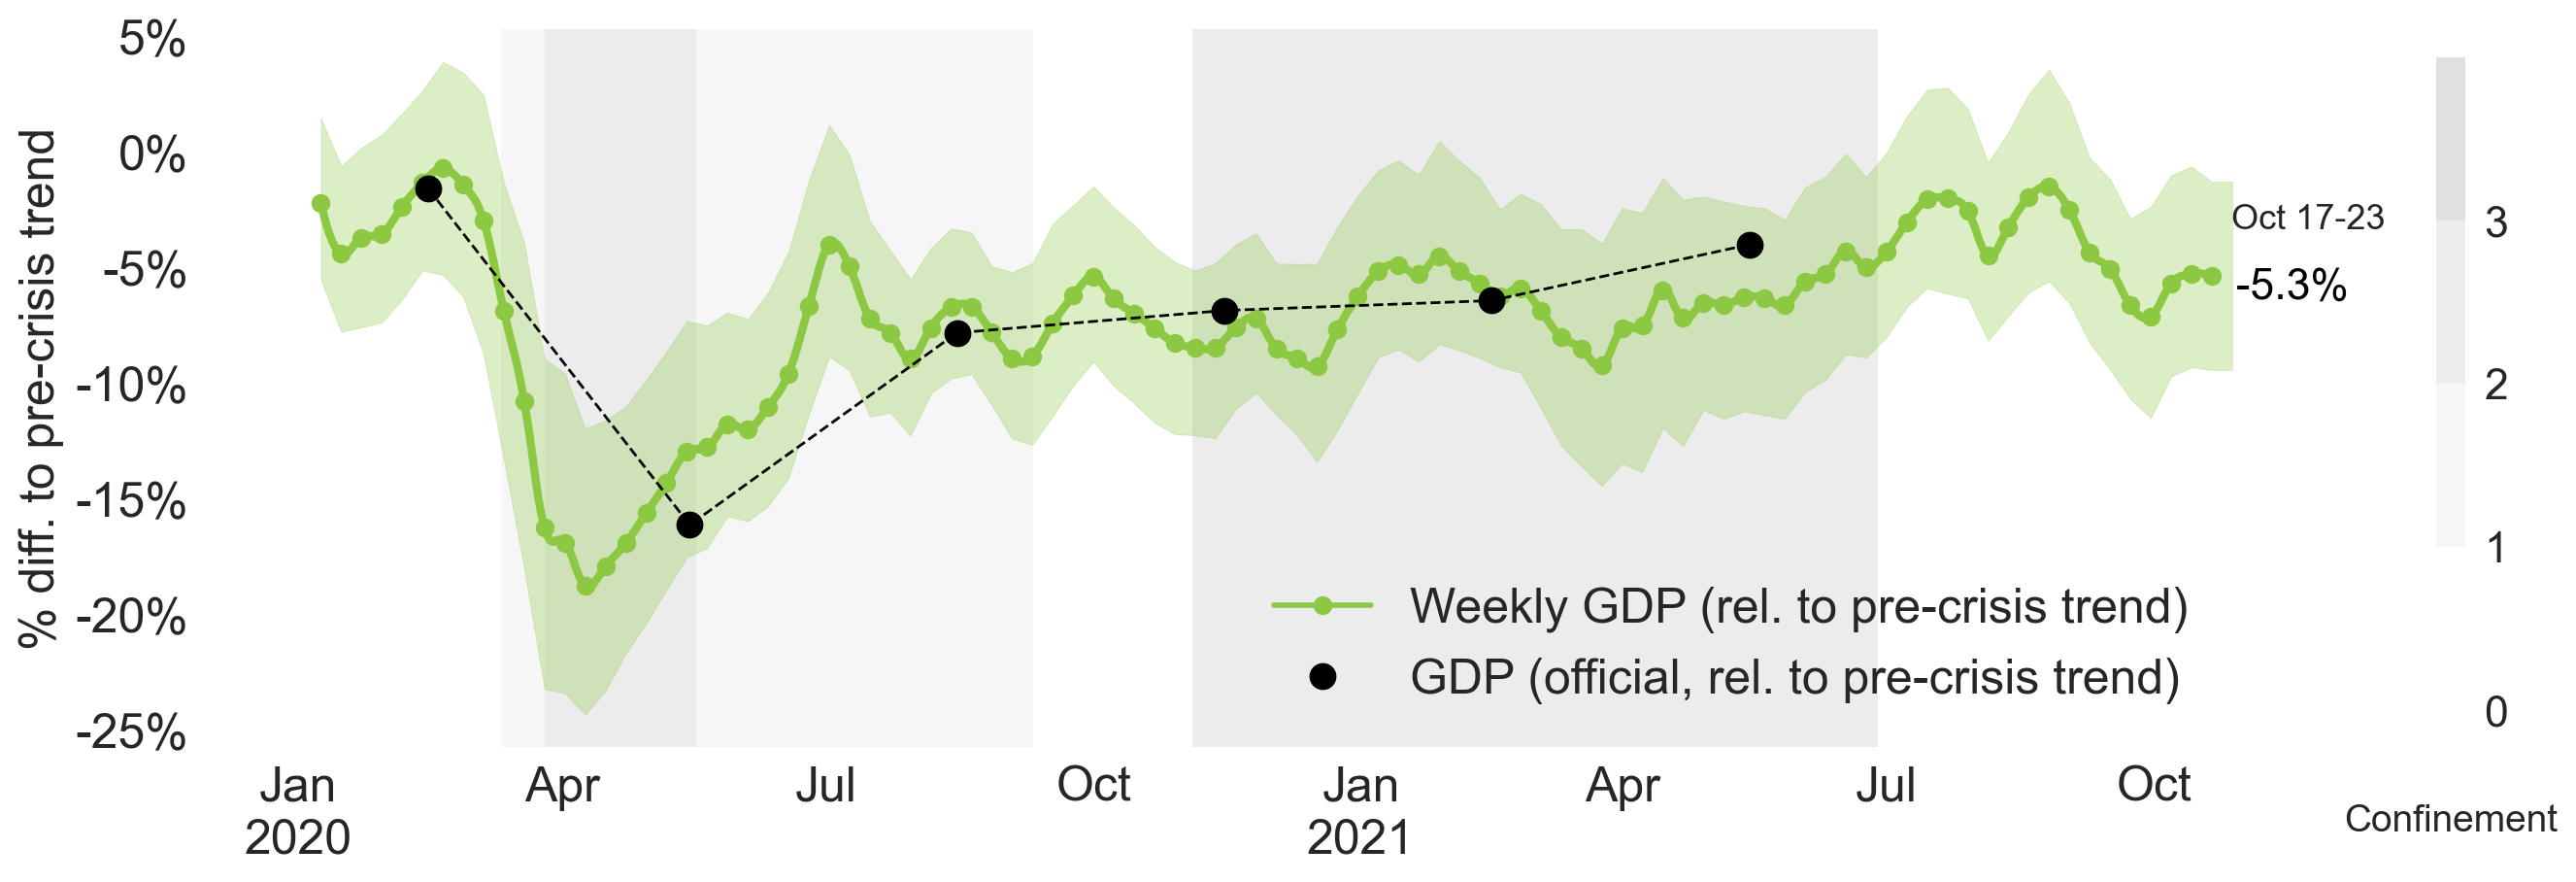 % diff. to pre-crisis trend
5%
0%
-5%
-10%
-15%
-20%
-25%
Jan
2020
Apr
Jul
Oct
Jan
2021
Apr
Jul
Oct
Oct 17-23
-5.3%
Weekly GDP (rel. to pre-crisis trend)
GDP (official, rel. to pre-crisis trend)
3
2
1
0
Confinement